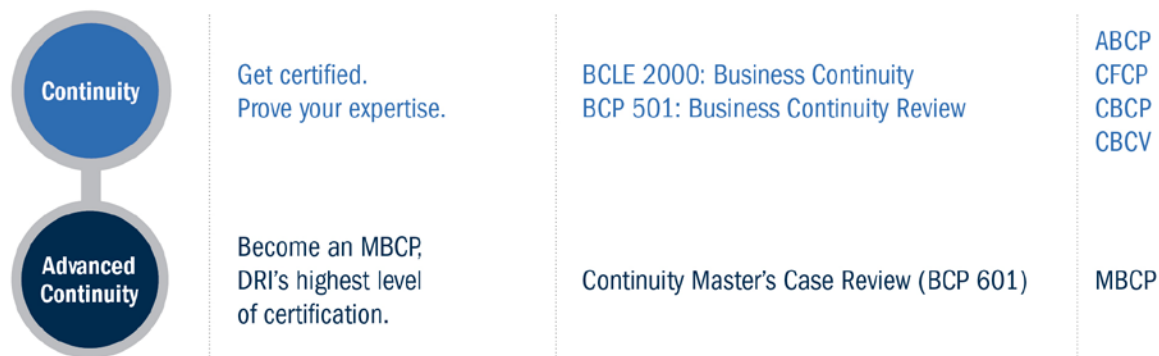 Continuity
Get certified.
Prove your expertise.
BCLE 2000: Business Continuity
BCP 501: Business Continuity Review
ABCP
CFCP
CBCP
CBCV
Advanced
Continuity
Become an MBCP,
DRI's highest level
of certification.
Continuity Master's Case Review (BCP 601)
MBCP